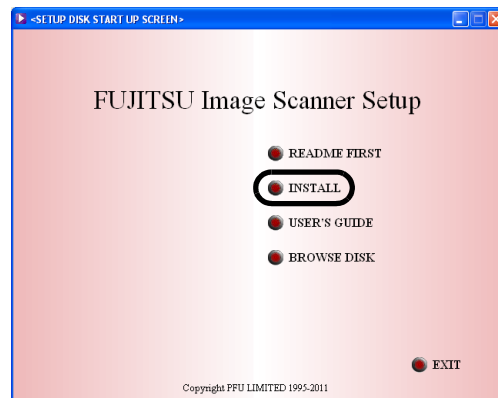 <SETUP DISK START UP SCREEN>
FUJITSU Image Scanner Setup
README FIRST
INSTALL
USER'S GUIDE
BROWSE DISK
EXIT
Copyright PFU LIMITED 1995-2011